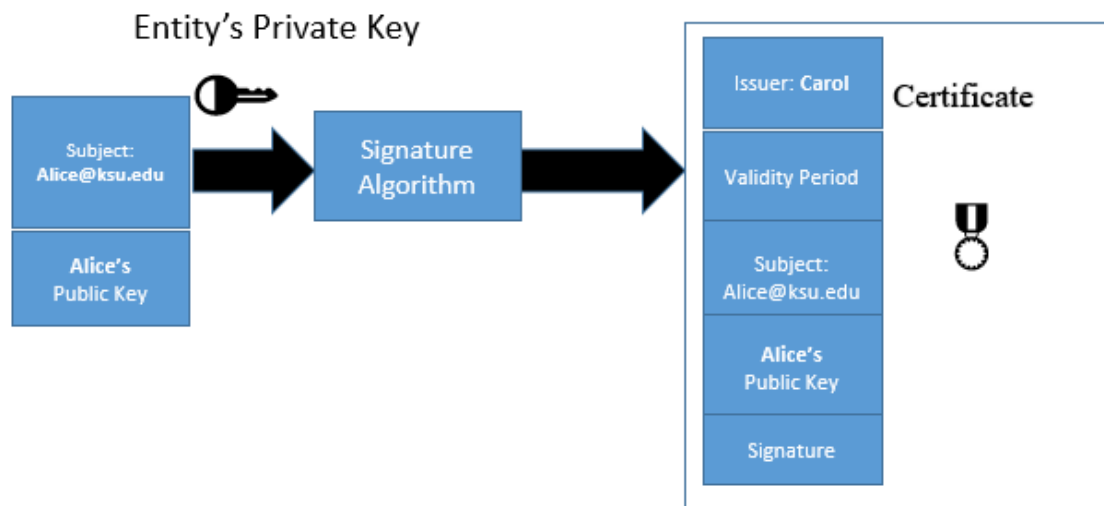 Entity’s Private Key
Subject:
Alice@ksu.edu
Alice’s
Public Key
Signature
Algorithm
Issuer: Carol
Certificate
Validity Period
Subject:
Alice@ksu.edu
Alice’s
Public Key
Signature